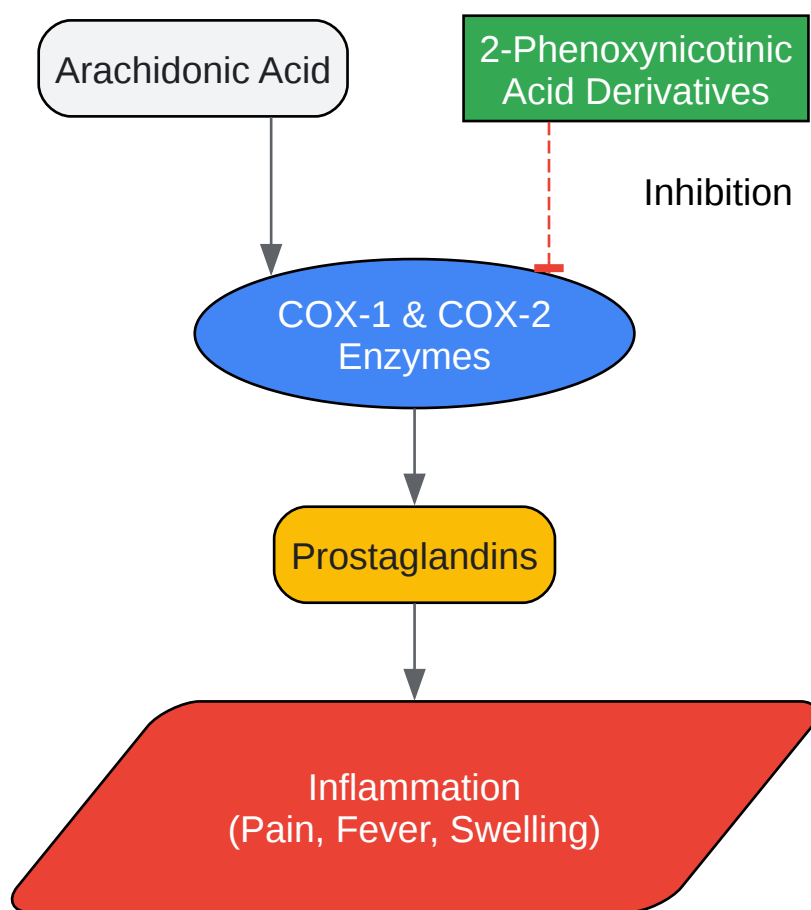 Arachidonic Acid
2-Phenoxynicotinic
Acid Derivatives
Inhibition
COX-1 & COX-2
Enzymes
Prostaglandins
Inflammation
(Pain, Fever, Swelling)